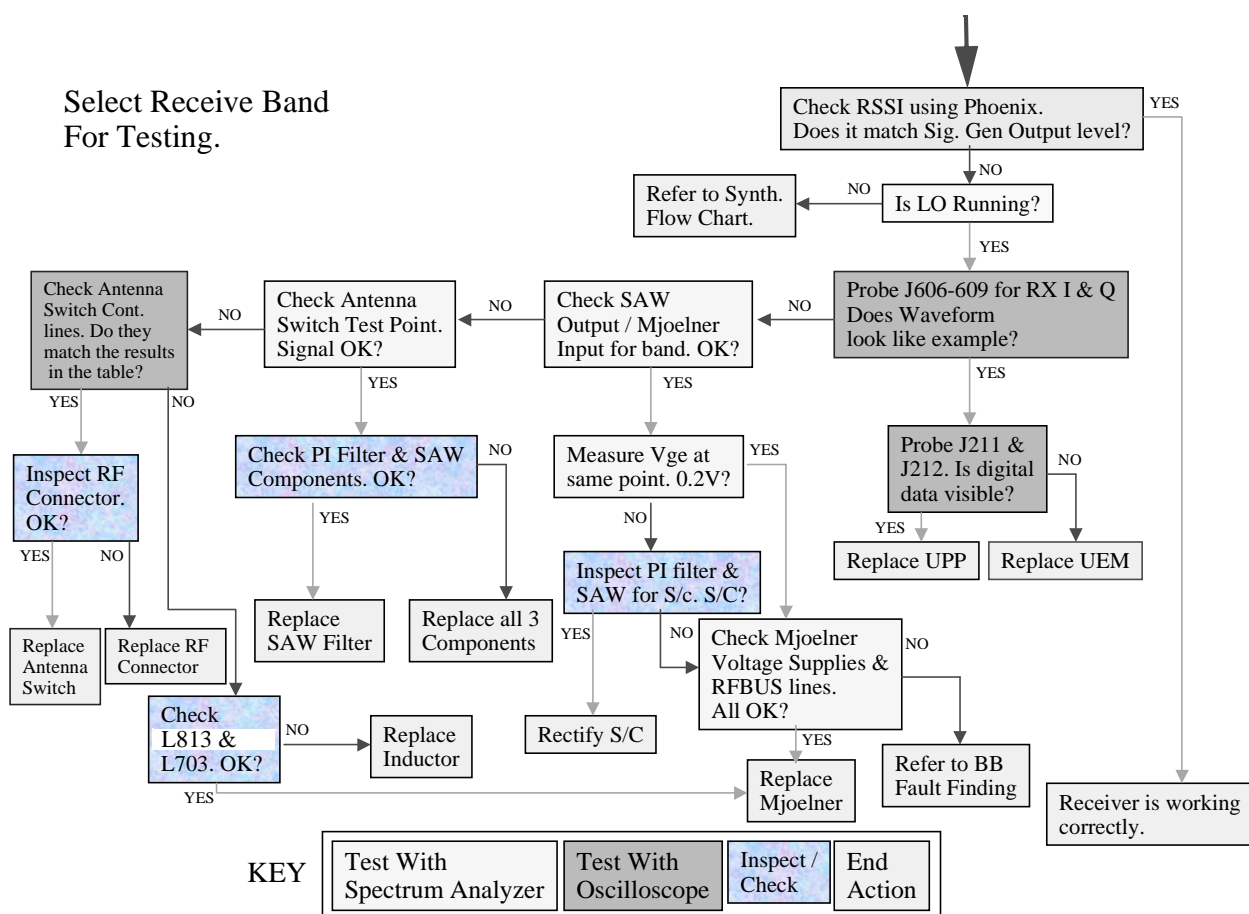 Select Receive Band
For Testing.
Check RSSI using Phoenix.
Does it match Sig. Gen Output level?
YES
NO
Refer to Synth.
Flow Chart.
NO
Is LO Running?
YES
Check Antenna
Switch Cont.
lines. Do they
match the results
in the table?
NO
Check Antenna
Switch Test Point.
Signal OK?
NO
Check SAW
Output / Mjoelner
Input for band. OK?
NO
Probe J606-609 for RX I & Q
Does Waveform
look like example?
YES
NO
YES
YES
YES
Inspect RF
Connector.
OK?
Check PI Filter & SAW
Components. OK?
NO
Measure Vge at
same point. 0.2V?
YES
Probe J211 &
J212. Is digital
data visible?
NO
YES
NO
YES
NO
YES
Replace UPP
Replace UEM
Inspect PI filter &
SAW for S/c. S/C?
Replace
Antenna
Switch
Replace RF
Connector
Replace
SAW Filter
Replace all 3
Components
YES
NO
Check Mjoelner
Voltage Supplies &
RFBUS lines.
All OK?
NO
Check
L813 &
L703. OK?
NO
Replace
Inductor
Rectify S/C
YES
YES
Replace
Mjoelner
Refer to BB
Fault Finding
Receiver is working
correctly.
KEY
Test With
Spectrum Analyzer
Test With
Oscilloscope
Inspect /
Check
End
Action